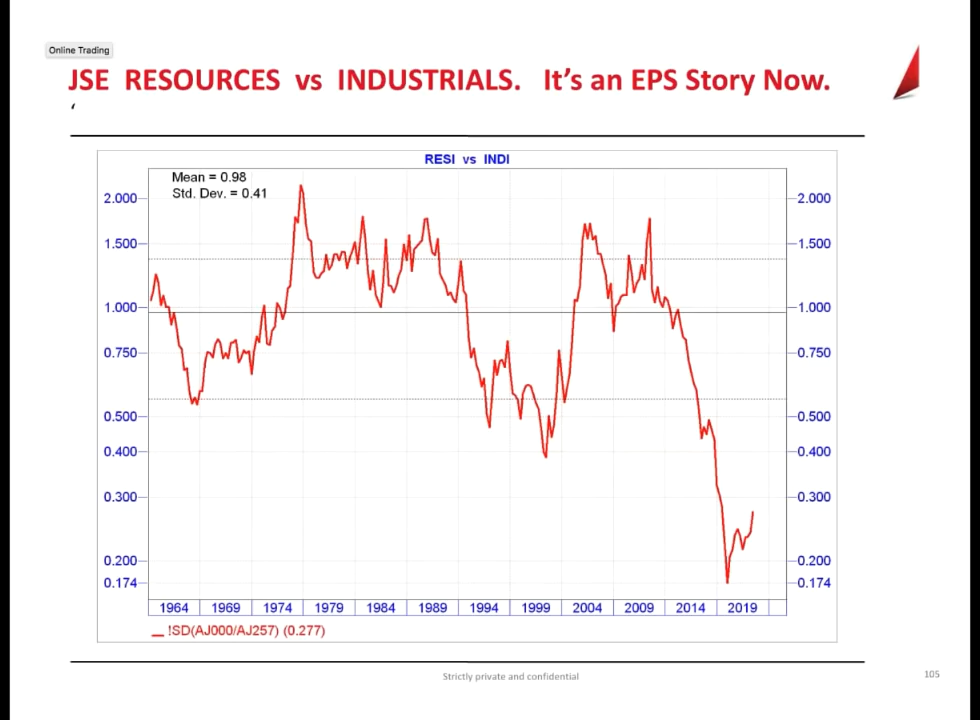 Online Trading
JSE RESOURCES vs INDUSTRIALS. It's an EPS Story Now.
‘
RESI vs INDI
Mean = 0.98
Std. Dev. = 0.41
2.000 2.000
1.500 1.500
1.000 1.000
0.750 0.750
0.500 0.500
0.400 0.400
0.300 0.300
0.200 0.200
0.174 0.174
1964 1969 1974 1979 1984 1989 1994 1999 2004 2009 2014 2019
!SD(AJ000/AJ257) (0.277)
Strictly private and confidential
105